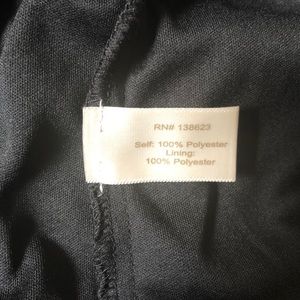 RN# 138623
Self: 100% Polyester
Lining:
100% Polyester